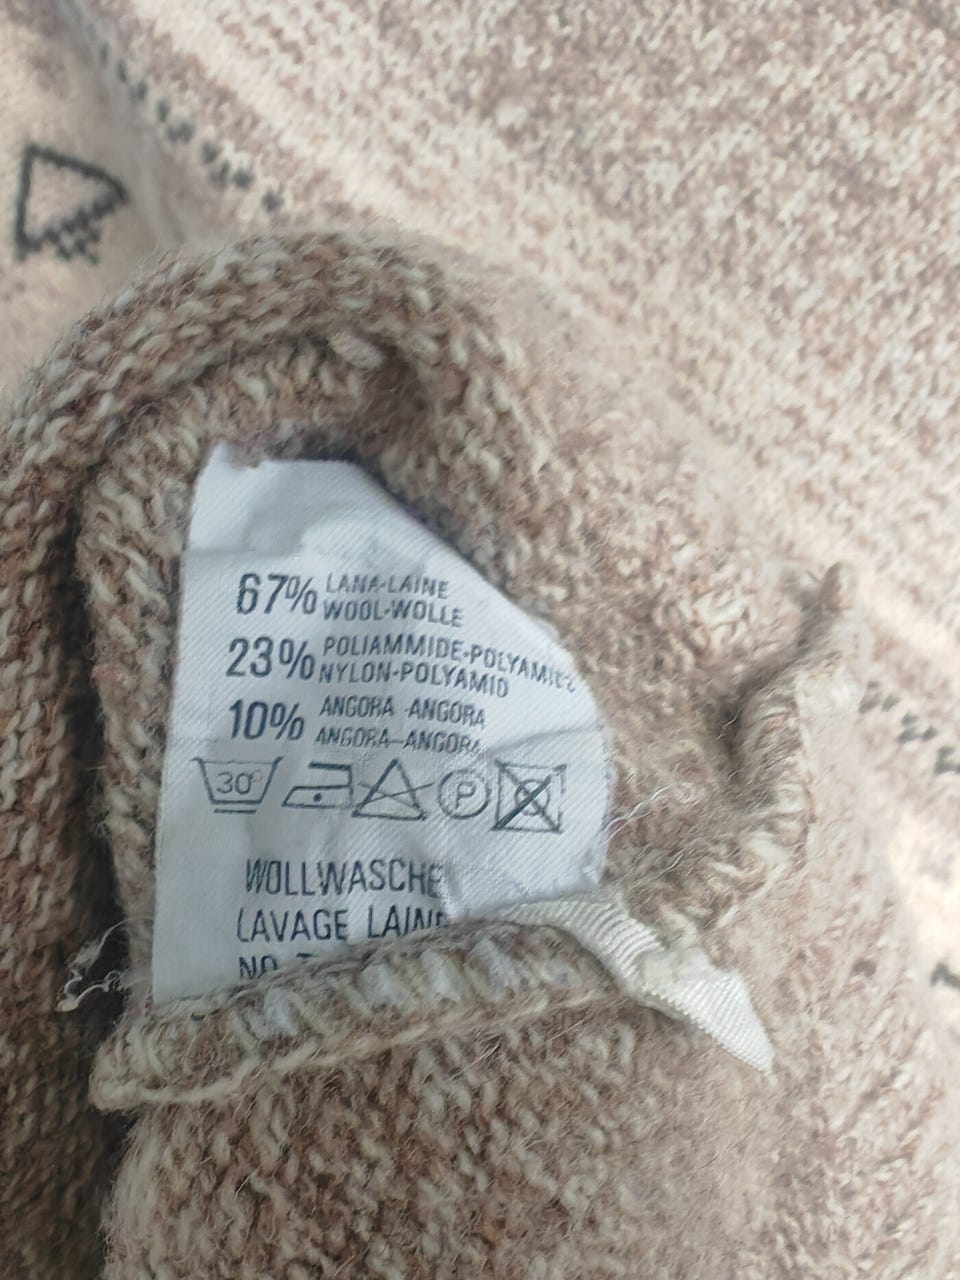 67% LANA-LAINE
WOOL-WOLLE
23% POLIAMMIDE-POLYAMIDE
NYLON-POLYAMID
10% ANGORA-ANGORA
ANGORA-ANGORA
30° P
WOLLWASCHE
LAVAGE LAINE
NO